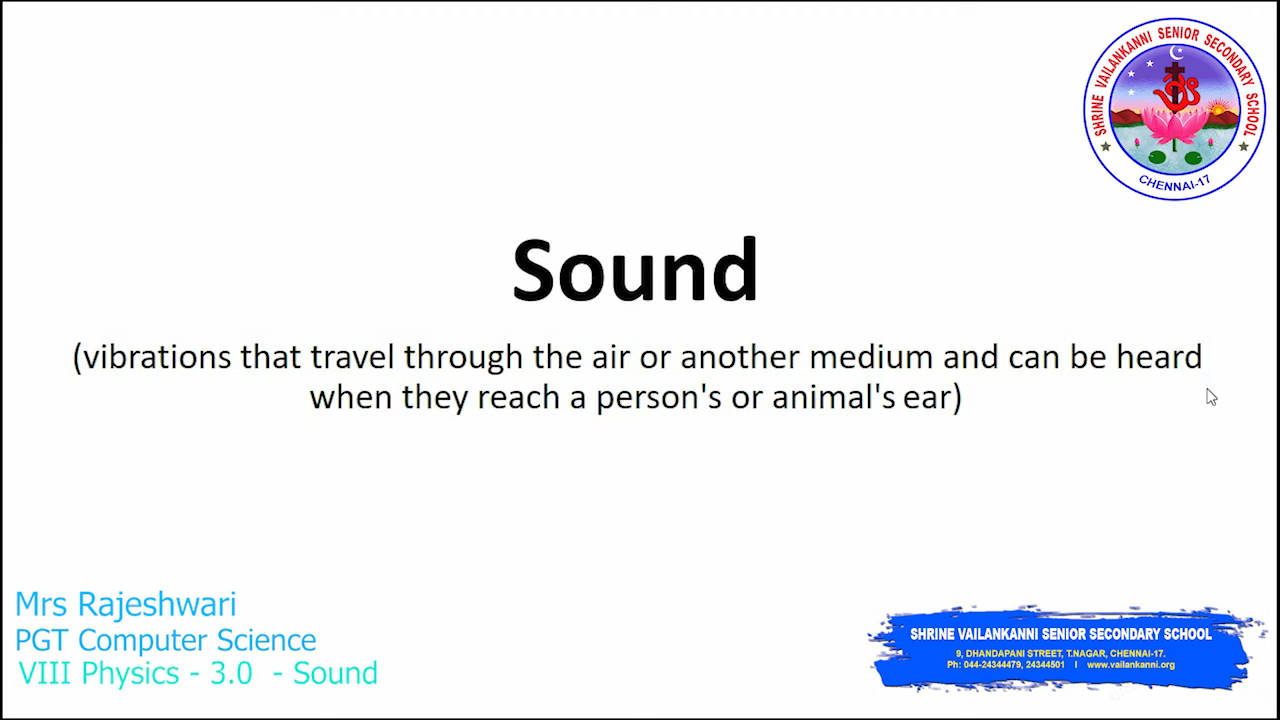 SHRINE VAILANKANNI SENIOR SECONDARY SCHOOL
CHENNAI-17
Sound
(vibrations that travel through the air or another medium and can be heard
when they reach a person's or animal's ear)
Mrs Rajeshwari
PGT Computer Science
VIII Physics - 3.0 - Sound
SHRINE VAILANKANNI SENIOR SECONDARY SCHOOL
9, DHANDAPANI STREET, T.NAGAR, CHENNAI-17.
Ph: 044-24344479, 24344501 I www.vailankanni.org